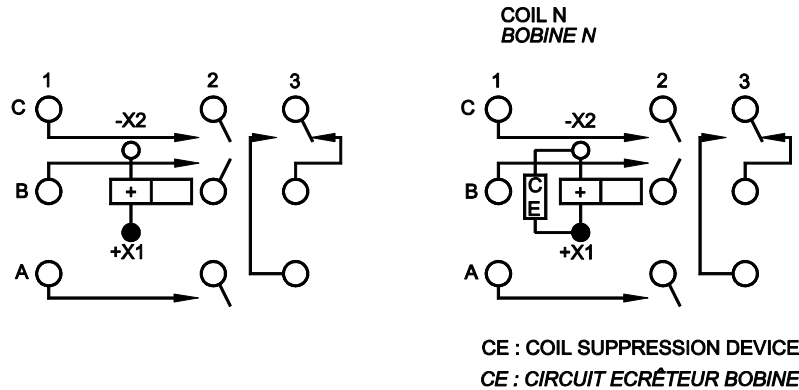 COIL N
BOBINE N
1 2 3
C -X2
B +
+X1
A
1 2 3
C -X2
B CE +
+X1
A
CE : COIL SUPPRESSION DEVICE
CE : CIRCUIT ECRÊTEUR BOBINE